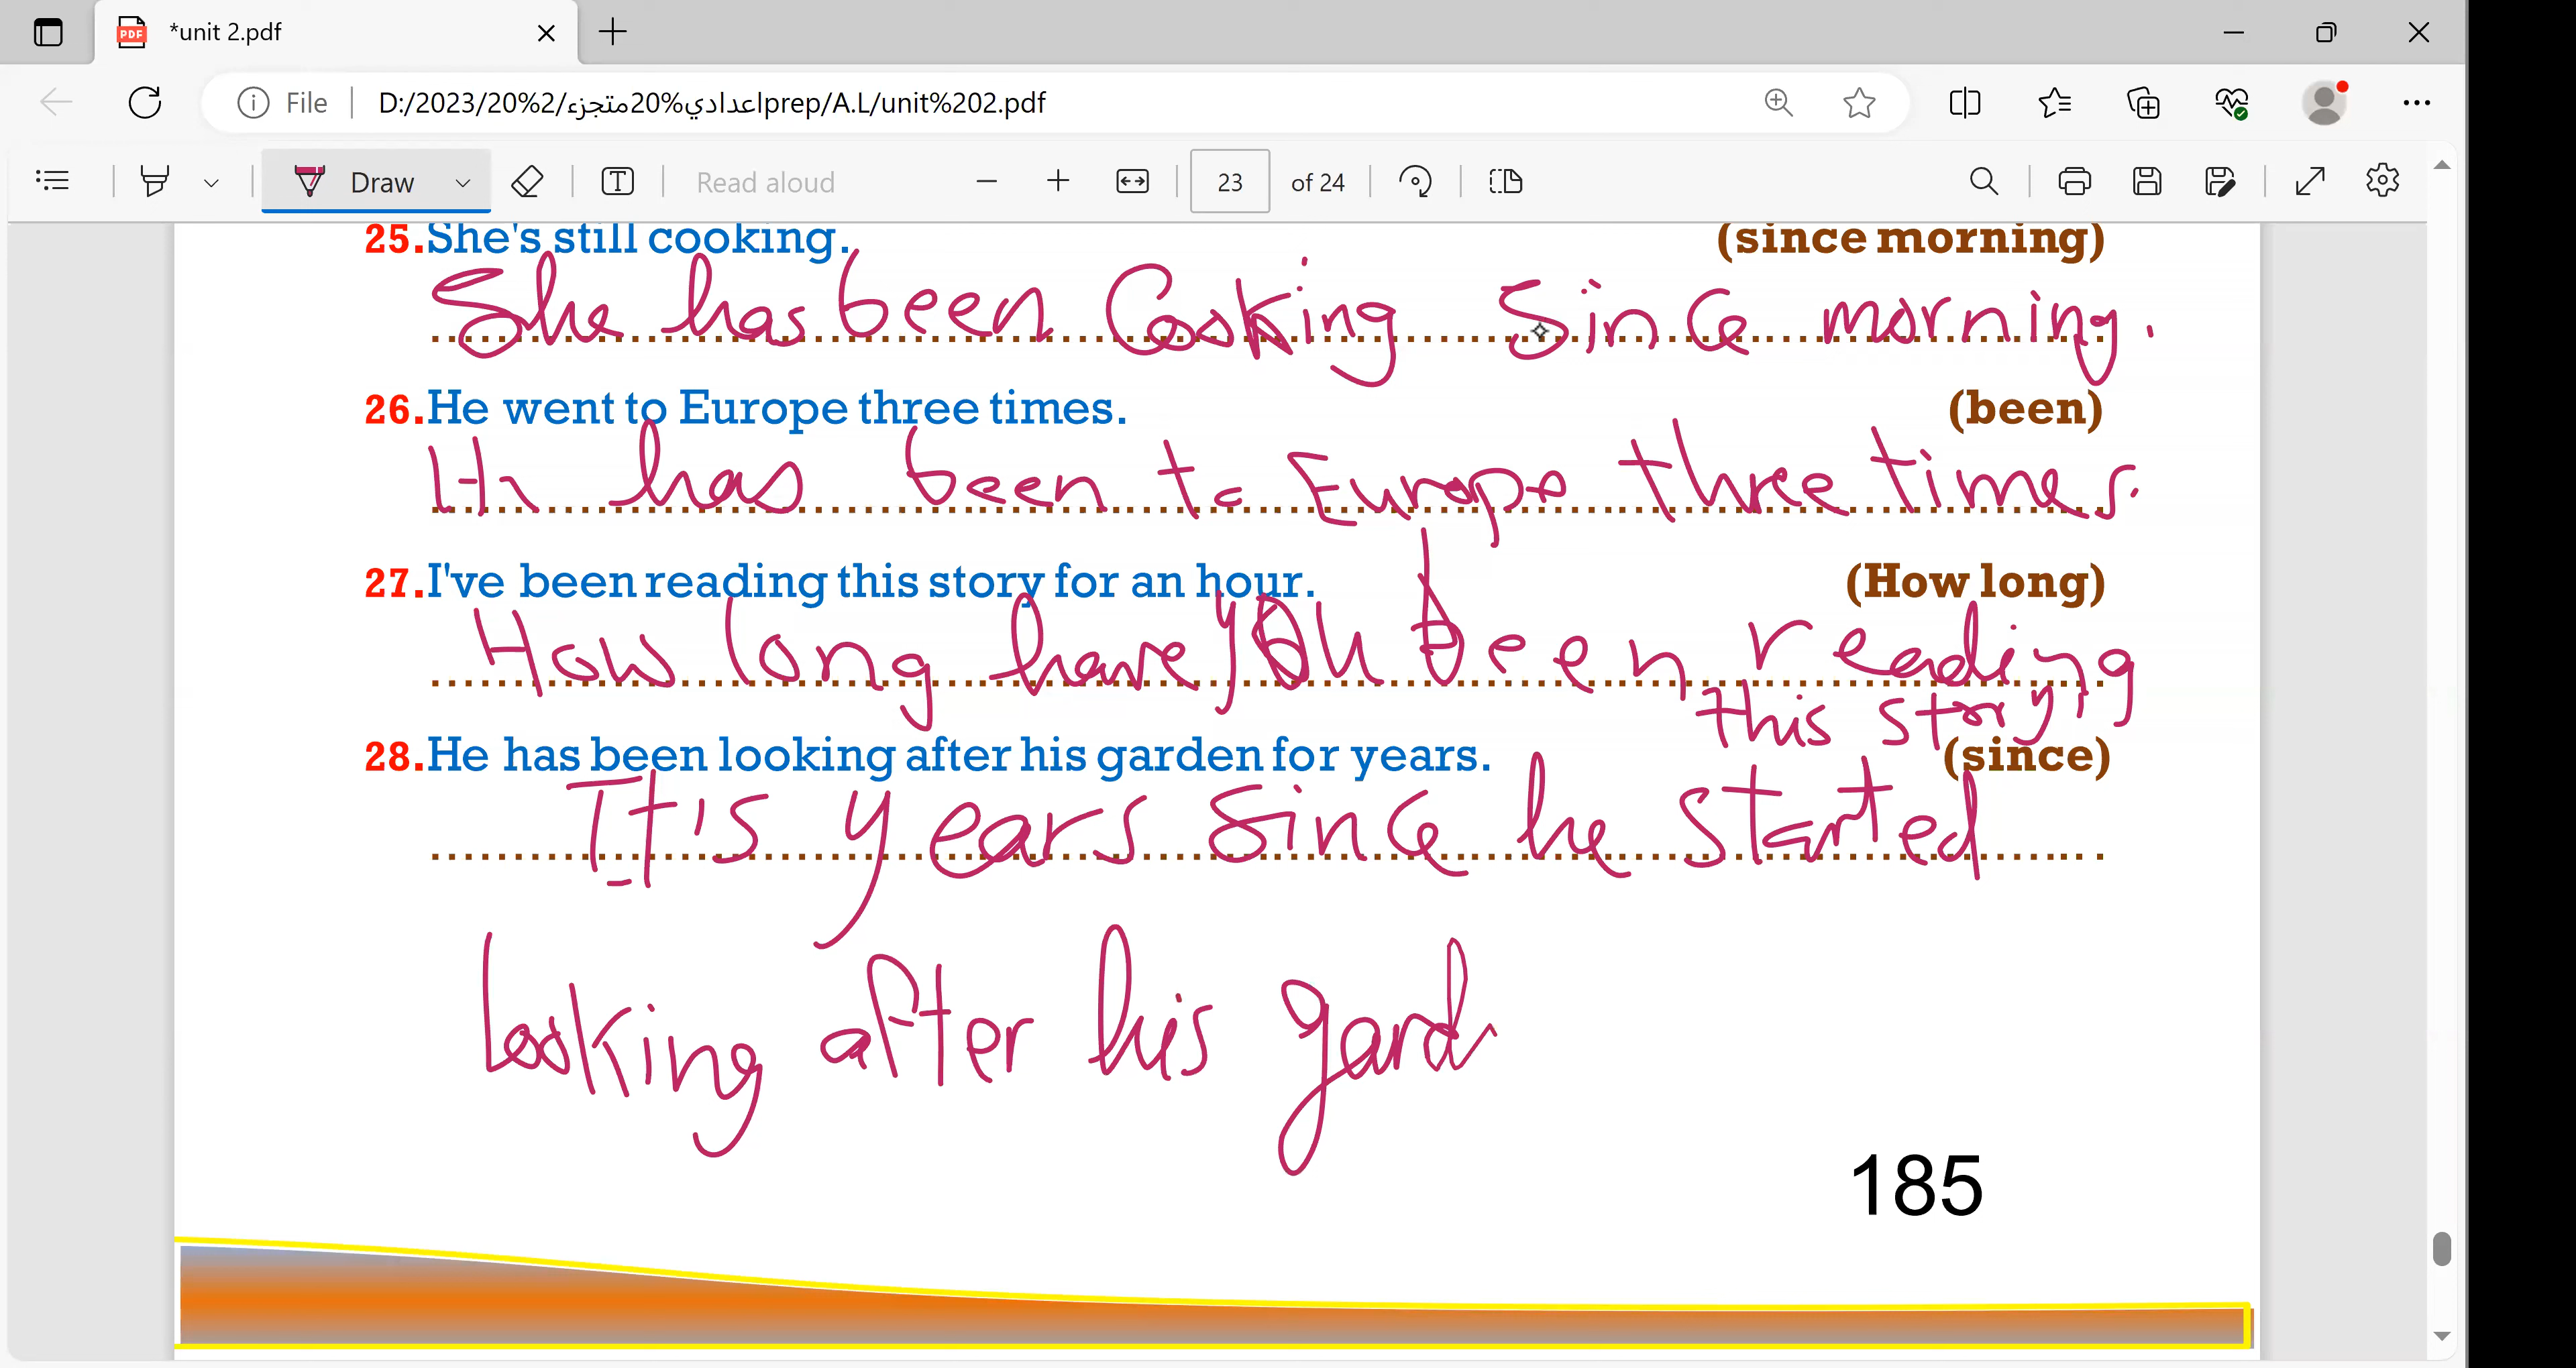 *unit 2.pdf
File D:/2023/20%2/اعدادي%20متجزء/prep/A.L/unit%202.pdf
Draw Read aloud 23 of 24
25.She's still cooking. (since morning)
She has been Cooking Since morning.
26.He went to Europe three times. (been)
He has been to Europe three times.
27.I've been reading this story for an hour. (How long)
How long have you been reading
this story
28.He has been looking after his garden for years. (since)
It's years since he started
looking after his gard
185